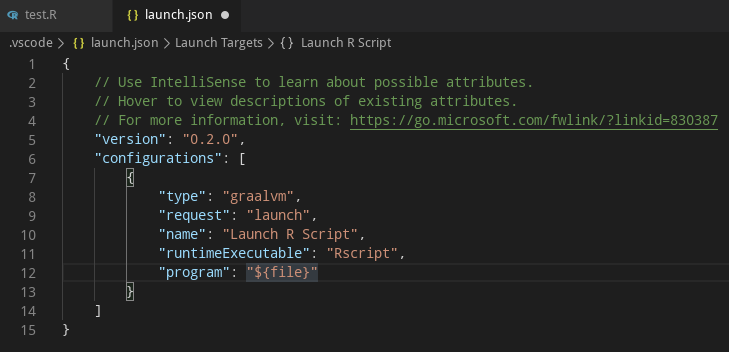 test.R
launch.json
.vscode > {} launch.json > Launch Targets > {} Launch R Script
1 {
2 // Use IntelliSense to learn about possible attributes.
3 // Hover to view descriptions of existing attributes.
4 // For more information, visit: https://go.microsoft.com/fwlink/?linkid=830387
5 "version": "0.2.0",
6 "configurations": [
7 {
8 "type": "graalvm",
9 "request": "launch",
10 "name": "Launch R Script",
11 "runtimeExecutable": "Rscript",
12 "program": "${file}"
13 }
14 ]
15 }